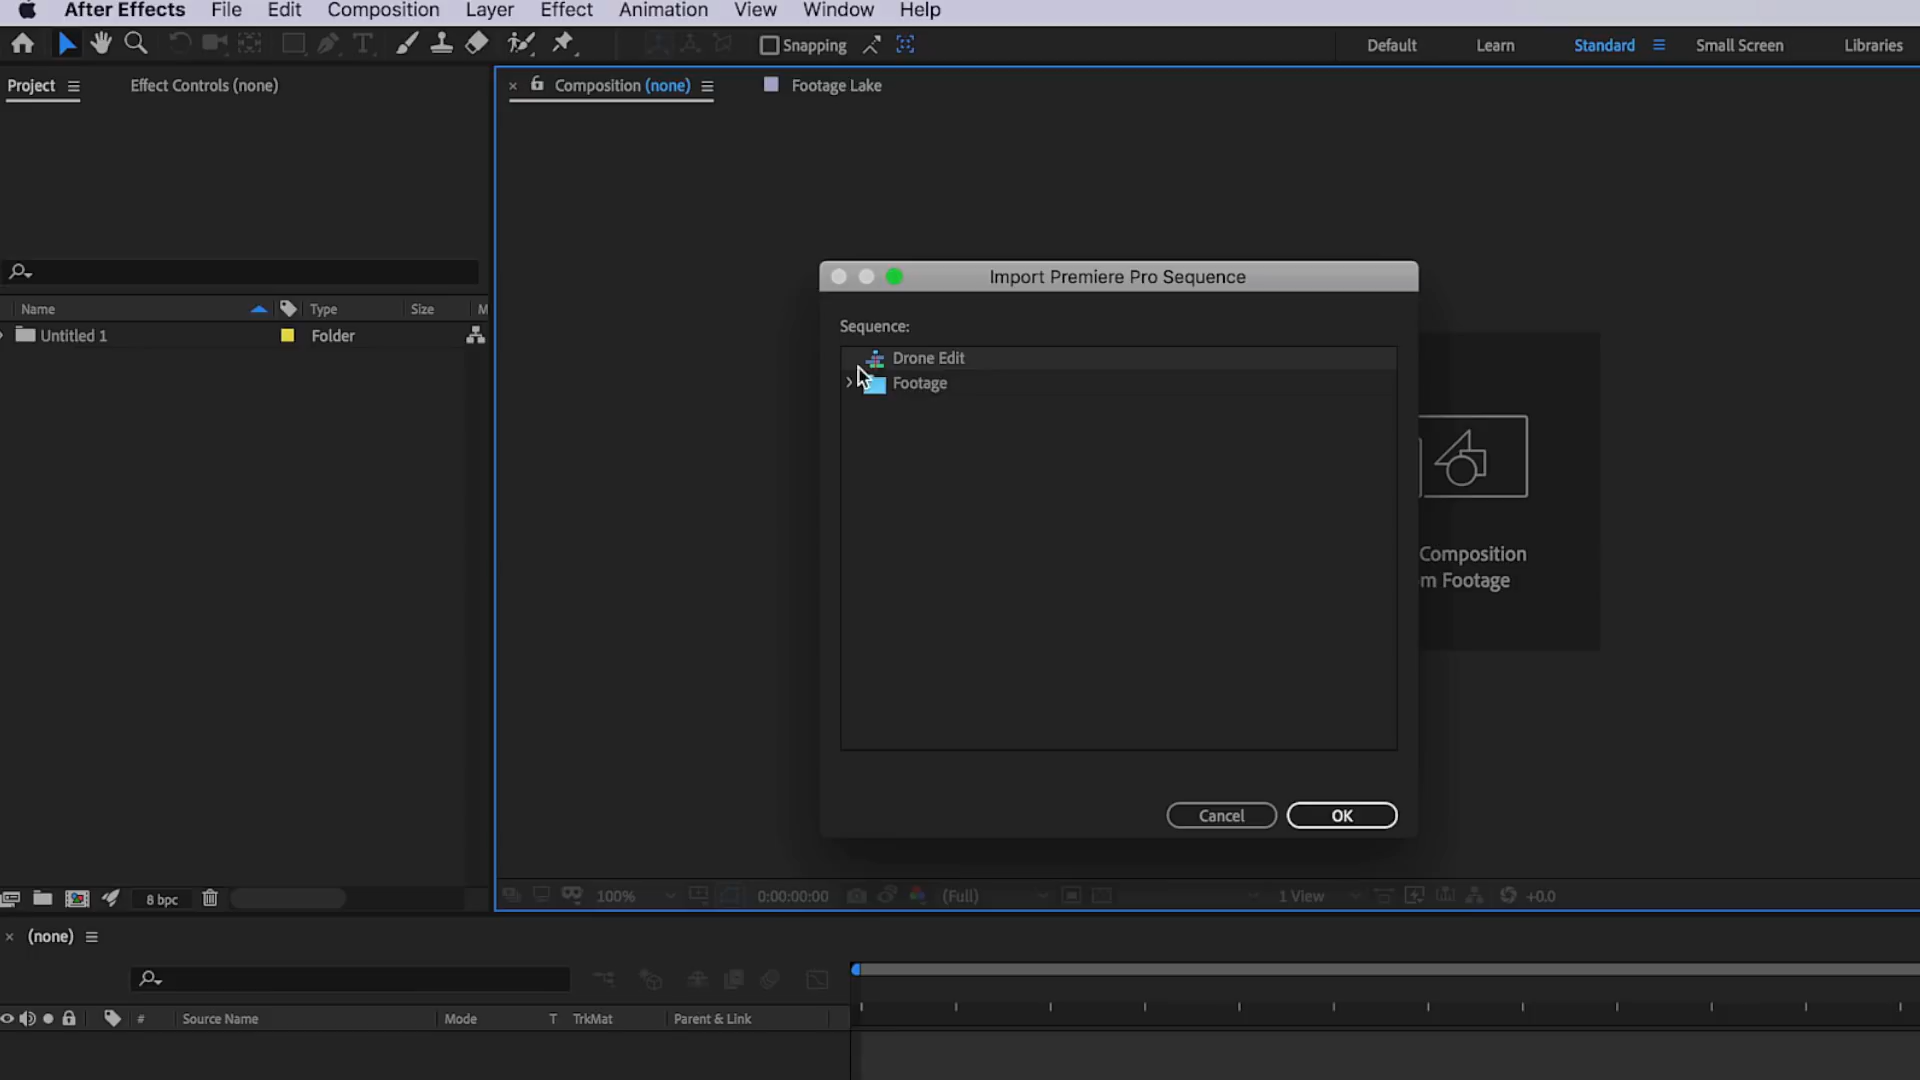 After Effects File Edit Composition Layer Effect Animation View Window Help
Snapping Default Learn Standard Small Screen Libraries
Project Effect Controls (none) Composition (none) Footage Lake
Import Premiere Pro Sequence
Name Type Size M
Sequence:
Untitled 1 Folder
Drone Edit
Footage
Composition
m Footage
Cancel OK
8 bpc 100% 0:00:00:00 (Full) 1 View +0.0
(none)
# Source Name Mode T TrkMat Parent & Link